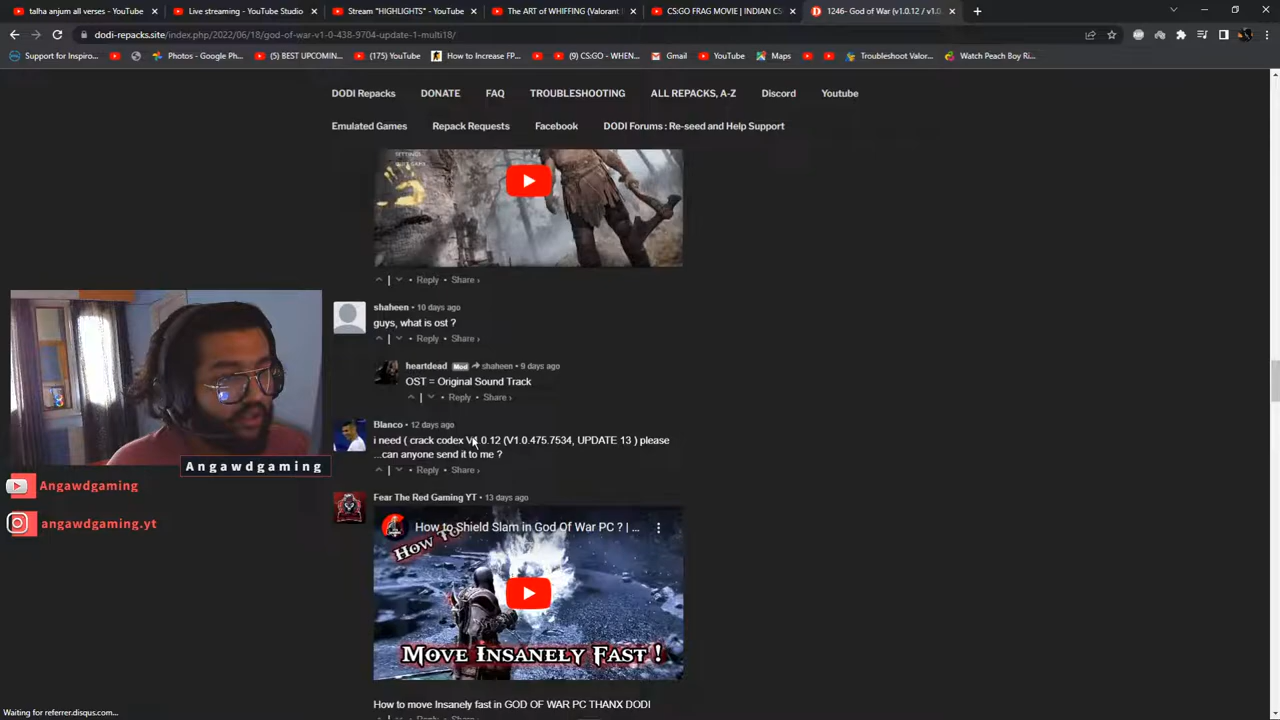 talha anjum all verses - YouTube
Live streaming - YouTube Studio
Stream "HIGHLIGHTS" - YouTube
The ART of WHIFFING (Valorant
CS:GO FRAG MOVIE | INDIAN CS
1246- God of War (v1.0.12 / v1.0.
dodi-repacks.site/index.php/2022/06/18/god-of-war-v1-0-438-9704-update-1-multi18/
Support for Inspiro...
Photos - Google Ph...
(5) BEST UPCOMIN...
(175) YouTube
How to Increase FP...
(9) CS:GO - WHEN...
Gmail
YouTube
Maps
Troubleshoot Valor...
Watch Peach Boy Ri...
DODI Repacks DONATE FAQ TROUBLESHOOTING ALL REPACKS, A-Z Discord Youtube
Emulated Games Repack Requests Facebook DODI Forums : Re-seed and Help Support
SETTINGS
Reply • Share ›
shaheen • 10 days ago
guys, what is ost ?
Reply • Share ›
heartdead Mod shaheen • 9 days ago
OST = Original Sound Track
Reply • Share ›
Blanco • 12 days ago
i need ( crack codex V1.0.12 (V1.0.475.7534, UPDATE 13 ) please
...can anyone send it to me ?
Reply • Share ›
Fear The Red Gaming YT • 13 days ago
How to Shield Slam in God Of War PC ? | ...
HOW TO
MOVE INSANELY FAST !
How to move Insanely fast in GOD OF WAR PC THANX DODI
Reply • Share ›
Angawdgaming
Angawdgaming
angawdgaming.yt
Waiting for referrer.disqus.com...